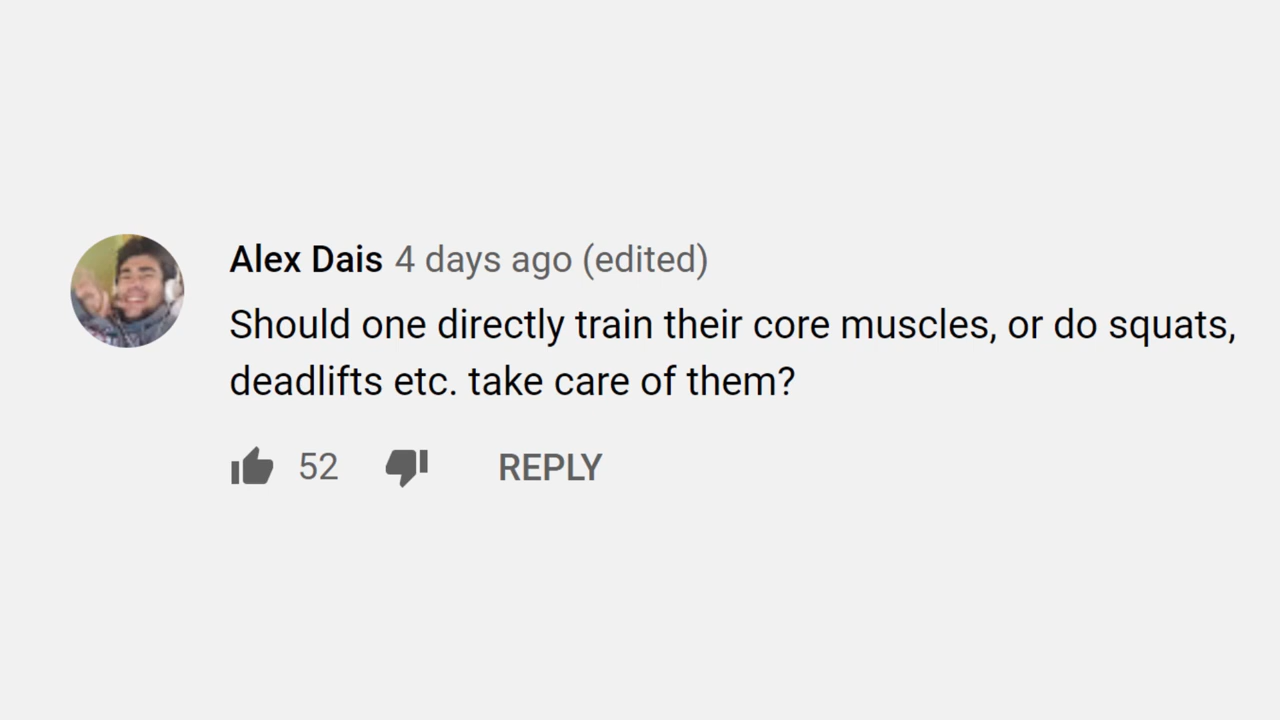 Alex Dais 4 days ago (edited)
Should one directly train their core muscles, or do squats,
deadlifts etc. take care of them?
52 REPLY